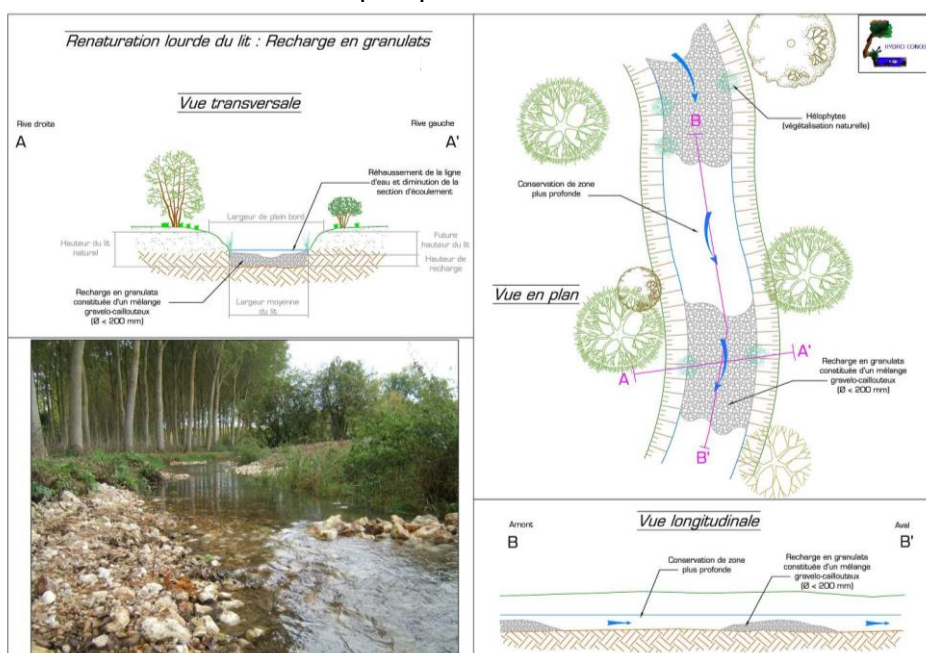 Renaturation lourde du lit : Recharge en granulats
Vue transversale
Rive droite
Rive gauche
A
A'
Réhaussement de la ligne
d'eau et diminution de la
section d'écoulement
Largeur de plein bord
Hauteur du lit
naturel
Future
hauteur du lit
Hauteur de
recharge
Recharge en granulats
constituée d'un mélange
gravelo-caillouteux
(Ø < 200 mm)
Largeur moyenne
du lit
HYDRO CONCEPT
B
Hélophytes
(végétalisation naturelle)
Conservation de zone
plus profonde
Vue en plan
A'
A
Recharge en granulats
constituée d'un mélange
gravelo-caillouteux
(Ø < 200 mm)
B'
Vue longitudinale
Amont
Aval
B
B'
Conservation de zone
plus profonde
Recharge en granulats
constituée d'un mélange
gravelo-caillouteux
(Ø < 200 mm)